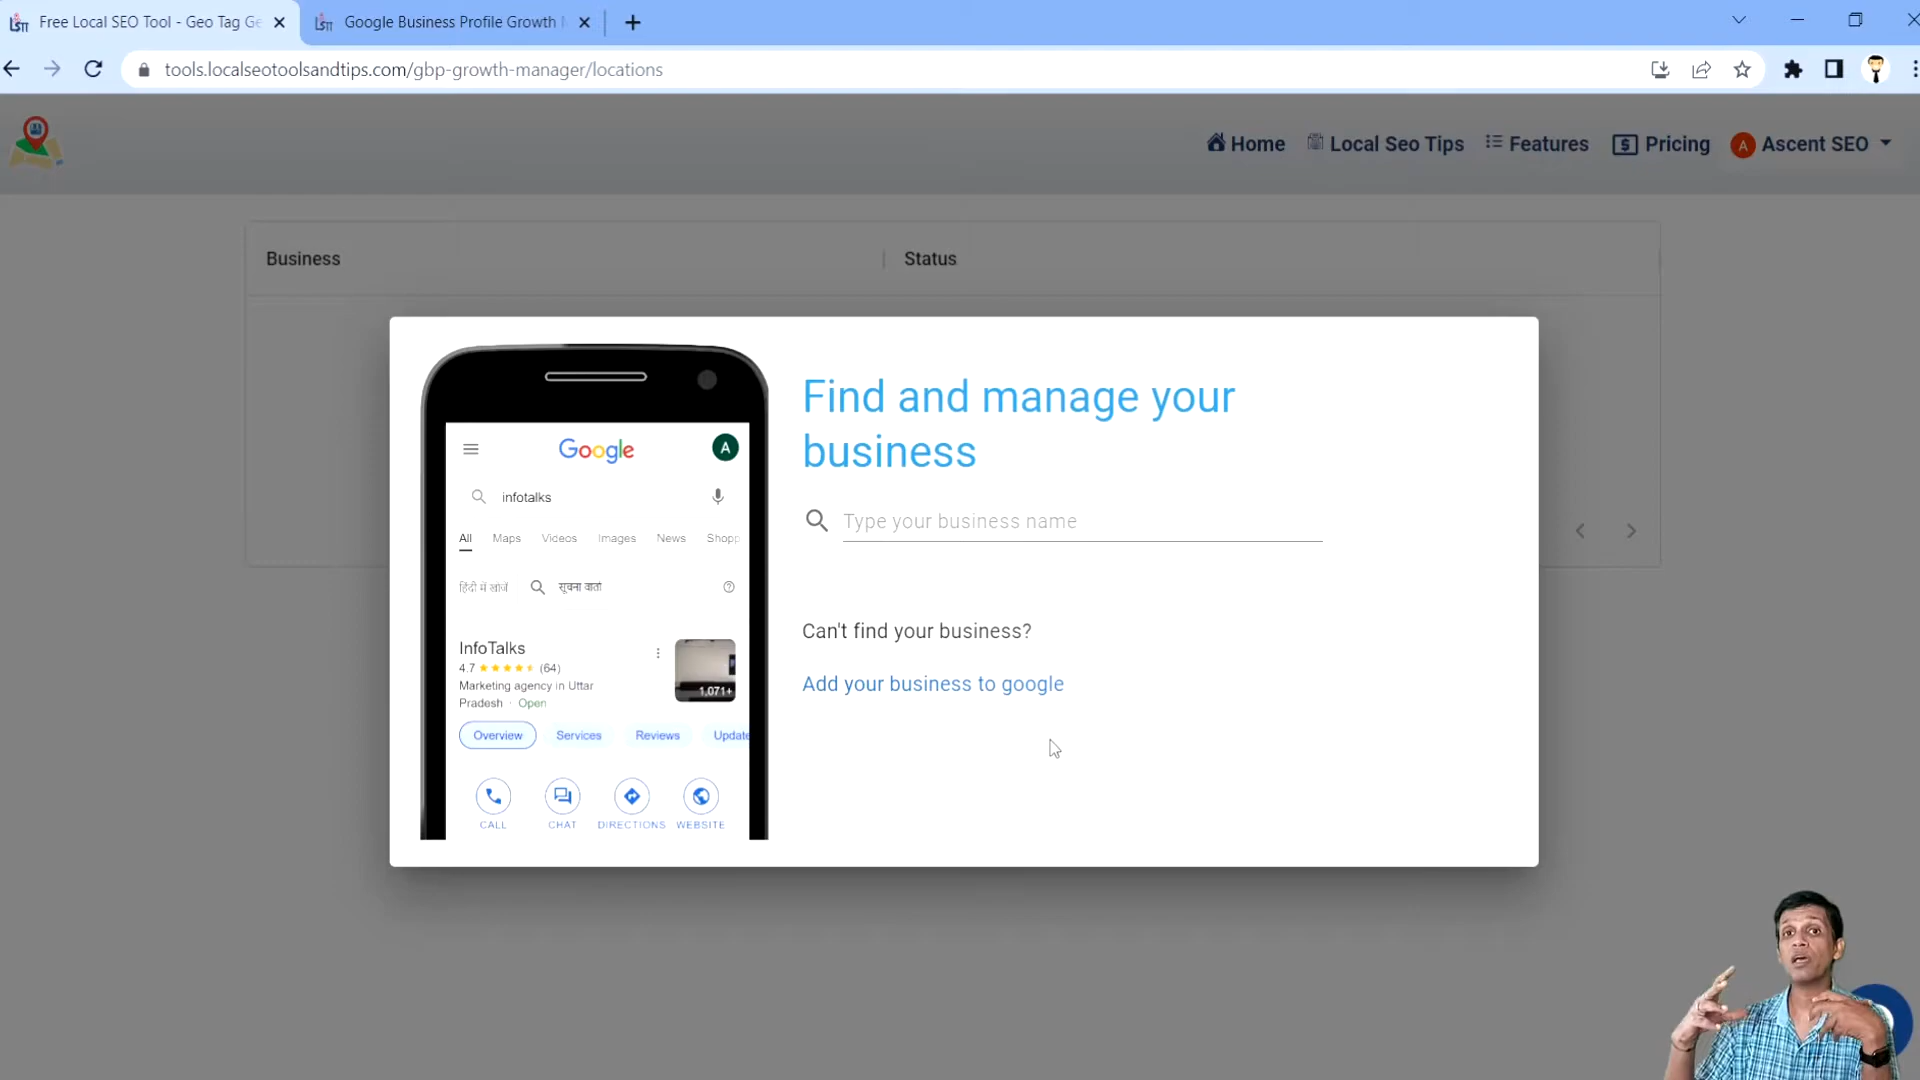 Free Local SEO Tool - Geo Tag Ge
Google Business Profile Growth
tools.localseotoolsandtips.com/gbp-growth-manager/locations
Home
Local Seo Tips
Features
Pricing
A
Ascent SEO
Business
Status
Google
A
infotalks
All
Maps
Videos
Images
News
Shopp
हिंदी में खोजें
सूचना वार्ता
InfoTalks
4.7
(64)
Marketing agency in Uttar
Pradesh · Open
1,071+
Overview
Services
Reviews
Update
CALL
CHAT
DIRECTIONS
WEBSITE
Find and manage your
business
Type your business name
Can't find your business?
Add your business to google